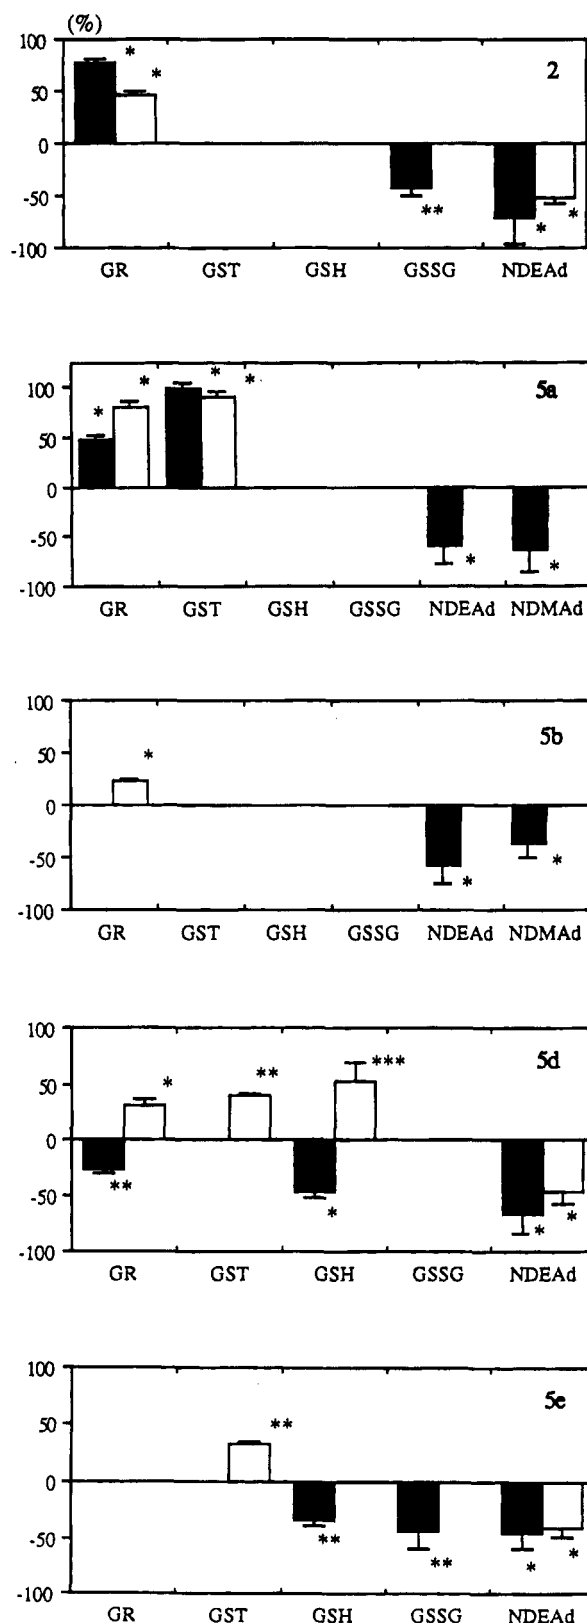 (%)
100
* *
2
50
0
-50
** * *
-100
GR GST GSH GSSG NDEAd
* * * *
5a
100
50
0
-50
* *
-100
GR GST GSH GSSG NDEAd NDMAd
100
5b
50
*
0
-50
* *
-100
GR GST GSH GSSG NDEAd NDMAd
100
5d
* ** ***
50
0
-50
** * * *
-100
GR GST GSH GSSG NDEAd
100
5e
50
**
0
-50
** ** * *
-100
GR GST GSH GSSG NDEAd